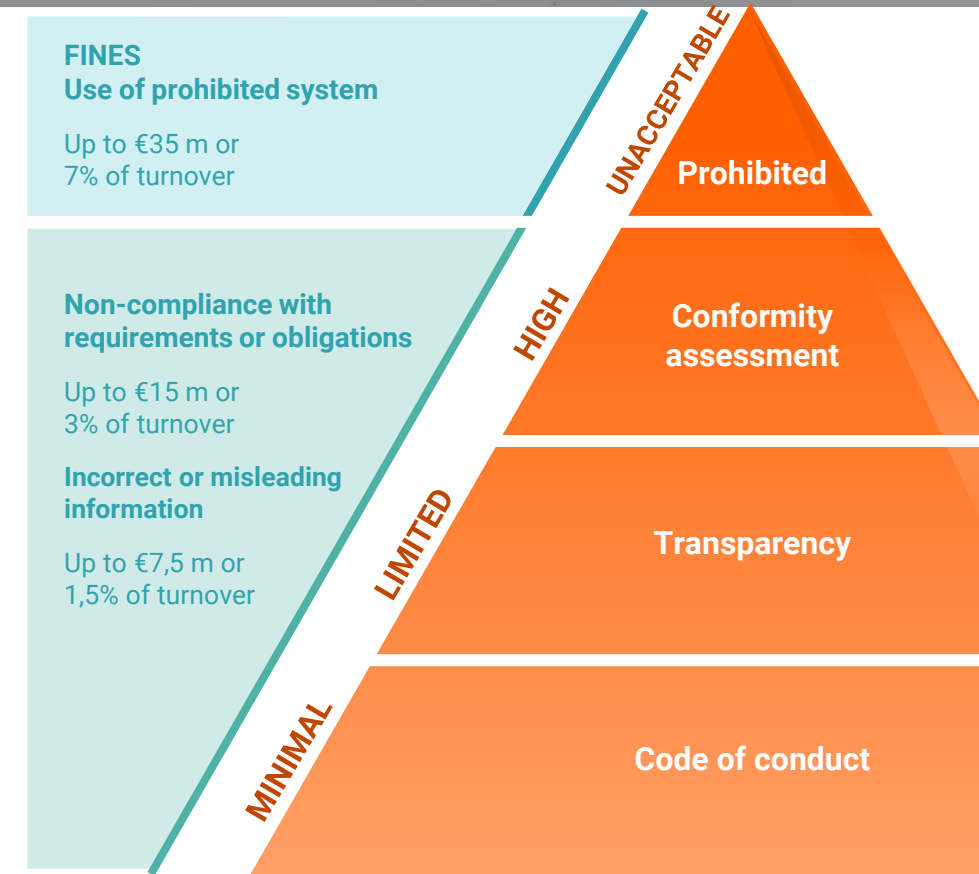 FINES
Use of prohibited system
Up to €35 m or
7% of turnover
Non-compliance with
requirements or obligations
Up to €15 m or
3% of turnover
Incorrect or misleading
information
Up to €7,5 m or
1,5% of turnover
UNACCEPTABLE
Prohibited
HIGH
Conformity
assessment
LIMITED
Transparency
MINIMAL
Code of conduct